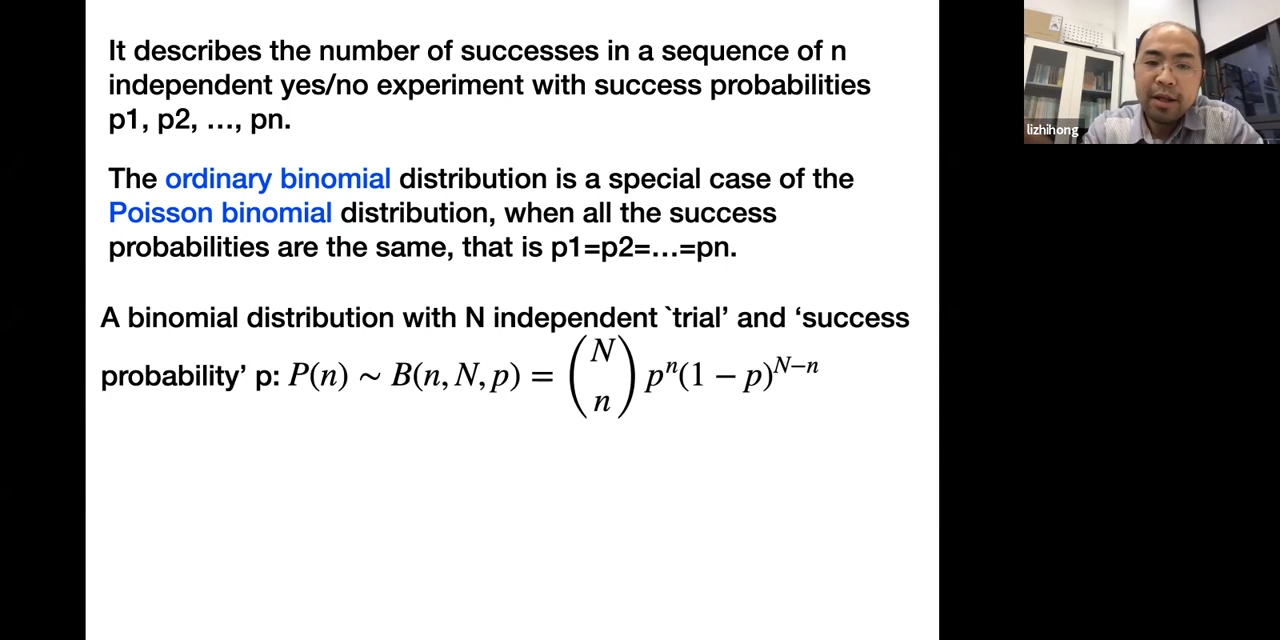 It describes the number of successes in a sequence of n
independent yes/no experiment with success probabilities
p1, p2, …, pn.
The ordinary binomial distribution is a special case of the
Poisson binomial distribution, when all the success
probabilities are the same, that is p1=p2=…=pn.
A binomial distribution with N independent `trial’ and ‘success
probability’ p: P(n) ∼ B(n, N, p) = (N n) pⁿ(1 − p)ᴺ⁻ⁿ
lizhihong